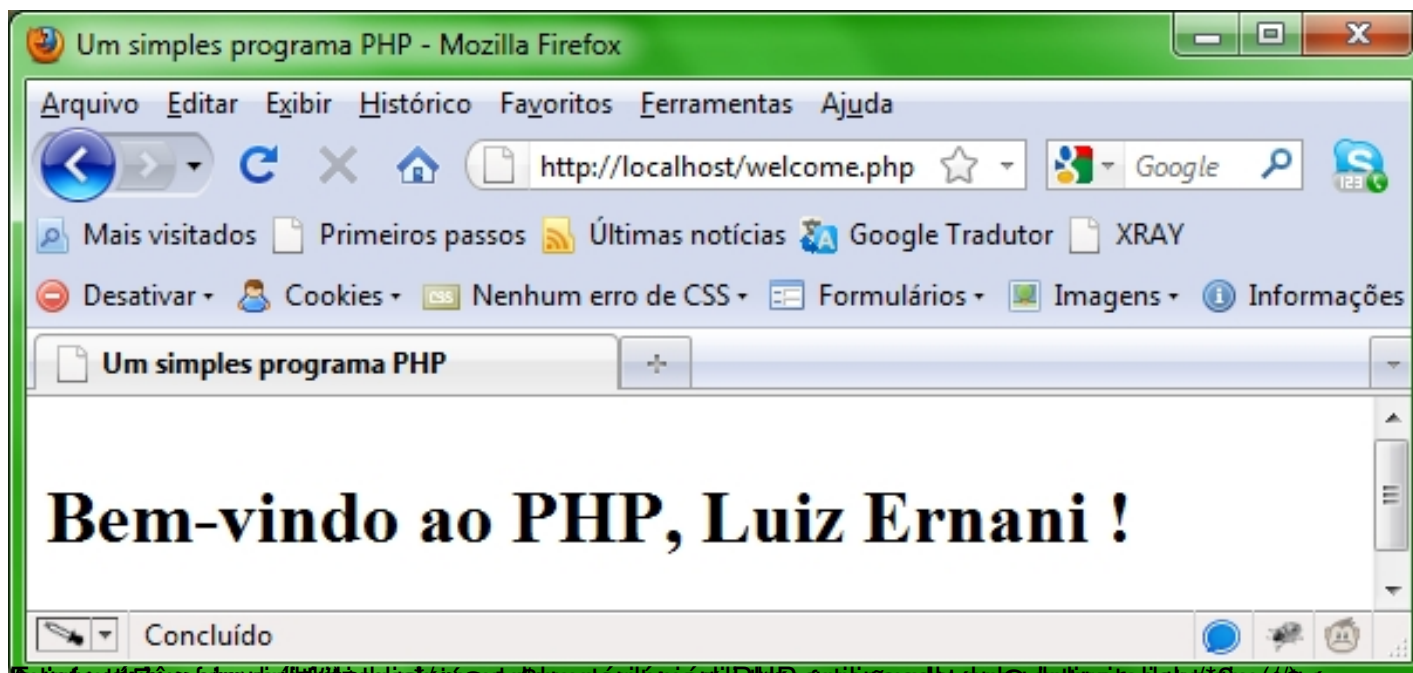 Um simples programa PHP - Mozilla Firefox
Arquivo Editar Exibir Histórico Favoritos Ferramentas Ajuda
http://localhost/welcome.php Google
123
Mais visitados Primeiros passos Últimas notícias Google Tradutor XRAY
Desativar Cookies CSS Nenhum erro de CSS Formulários Imagens Informações
Um simples programa PHP
Bem-vindo ao PHP, Luiz Ernani !
Concluído